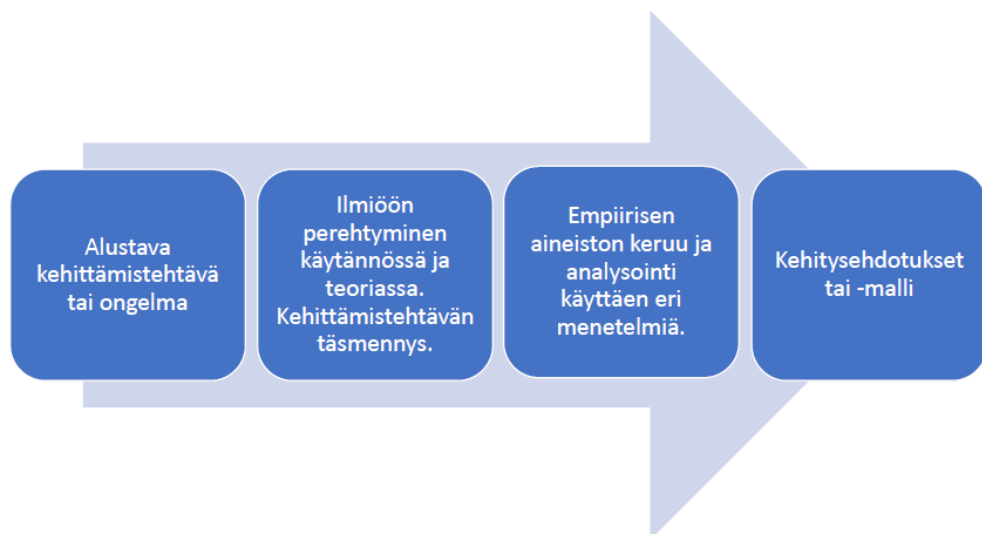 Alustava
kehittämistehtävä
tai ongelma
Ilmiöön
perehtyminen
käytännössä ja
teoriassa.
Kehittämistehtävän
täsmennys.
Empiirisen
aineiston keruu ja
analysointi
käyttäen eri
menetelmiä.
Kehitysehdotukset
tai -malli